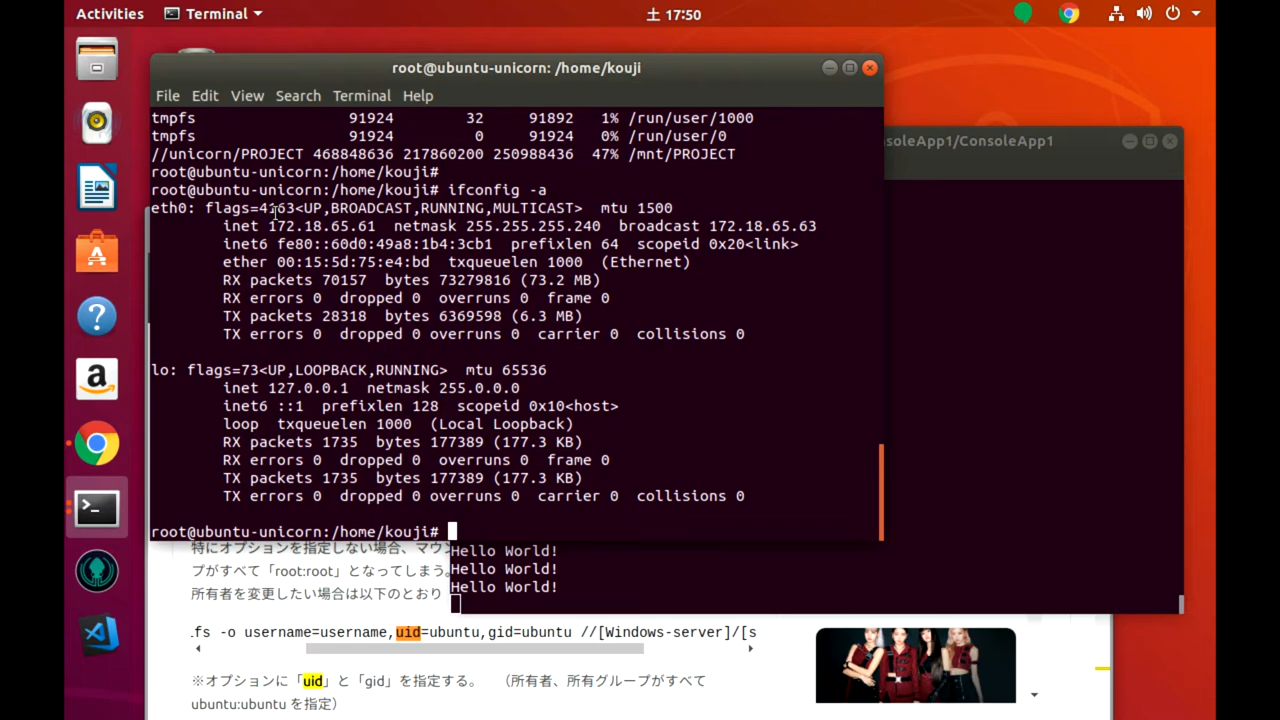 Activities Terminal 土 17:50
root@ubuntu-unicorn: /home/kouji
File Edit View Search Terminal Help
tmpfs 91924 32 91892 1% /run/user/1000
tmpfs 91924 0 91924 0% /run/user/0
//unicorn/PROJECT 468848636 217860200 250988436 47% /mnt/PROJECT
root@ubuntu-unicorn:/home/kouji#
root@ubuntu-unicorn:/home/kouji# ifconfig -a
eth0: flags=4163<UP,BROADCAST,RUNNING,MULTICAST> mtu 1500
inet 172.18.65.61 netmask 255.255.255.240 broadcast 172.18.65.63
inet6 fe80::60d0:49a8:1b4:3cb1 prefixlen 64 scopeid 0x20<link>
ether 00:15:5d:75:e4:bd txqueuelen 1000 (Ethernet)
RX packets 70157 bytes 73279816 (73.2 MB)
RX errors 0 dropped 0 overruns 0 frame 0
TX packets 28318 bytes 6369598 (6.3 MB)
TX errors 0 dropped 0 overruns 0 carrier 0 collisions 0
lo: flags=73<UP,LOOPBACK,RUNNING> mtu 65536
inet 127.0.0.1 netmask 255.0.0.0
inet6 ::1 prefixlen 128 scopeid 0x10<host>
loop txqueuelen 1000 (Local Loopback)
RX packets 1735 bytes 177389 (177.3 KB)
RX errors 0 dropped 0 overruns 0 frame 0
TX packets 1735 bytes 177389 (177.3 KB)
TX errors 0 dropped 0 overruns 0 carrier 0 collisions 0
root@ubuntu-unicorn:/home/kouji#
soleApp1/ConsoleApp1
Hello World!
Hello World!
Hello World!
特にオプションを指定しない場合、マウン
プがすべて「root:root」となってしまう。
所有者を変更したい場合は以下のとおり
.fs -o username=username,uid=ubuntu,gid=ubuntu //[Windows-server]/[s
※オプションに「uid」と「gid」を指定する。 （所有者、所有グループがすべて
ubuntu:ubuntu を指定）